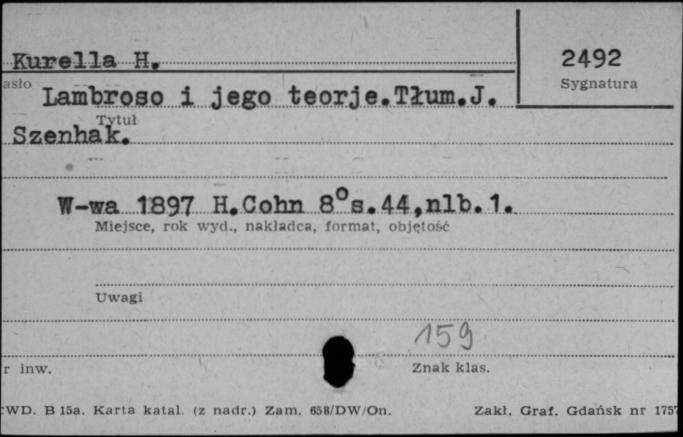 Kurella H.
2492
asło
Sygnatura
Lambroso i jego teorje.Tłum.J.
Tytuł
Szenhak.
W-wa 1897 H.Cohn 8° s.44,nlb.1.
Miejsce, rok wyd., nakładca, format, objętość
Uwagi
159
r inw.
Znak klas.
WD. B 15a. Karta katal. (z nadr.) Zam. 658/DW/On.
Zakł. Graf. Gdańsk nr 1757